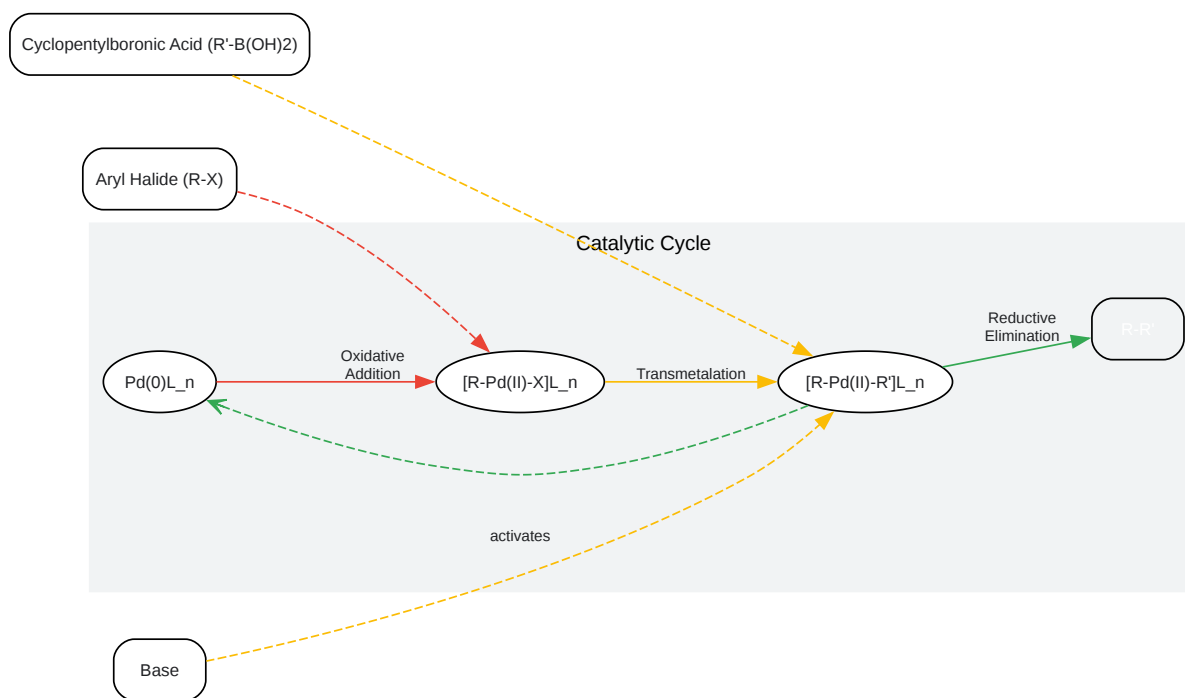 Cyclopentylboronic Acid (R'-B(OH)2)
Aryl Halide (R-X)
Catalytic Cycle
Reductive
Elimination
R-R'
Oxidative
Addition
Pd(0)L_n
[R-Pd(II)-X]L_n
Transmetalation
[R-Pd(II)-R']L_n
activates
Base